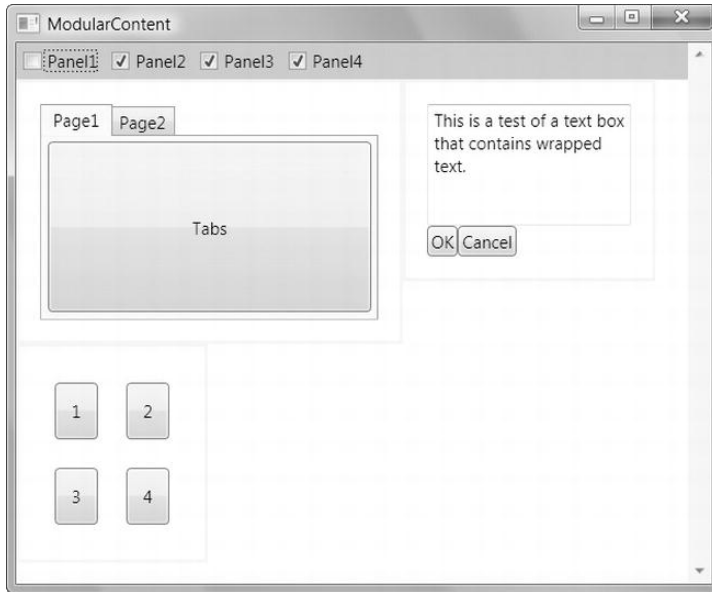 ModularContent
Panel1 Panel2 Panel3 Panel4
Page1 Page2
Tabs
This is a test of a text box
that contains wrapped
text.
OK Cancel
1 2
3 4